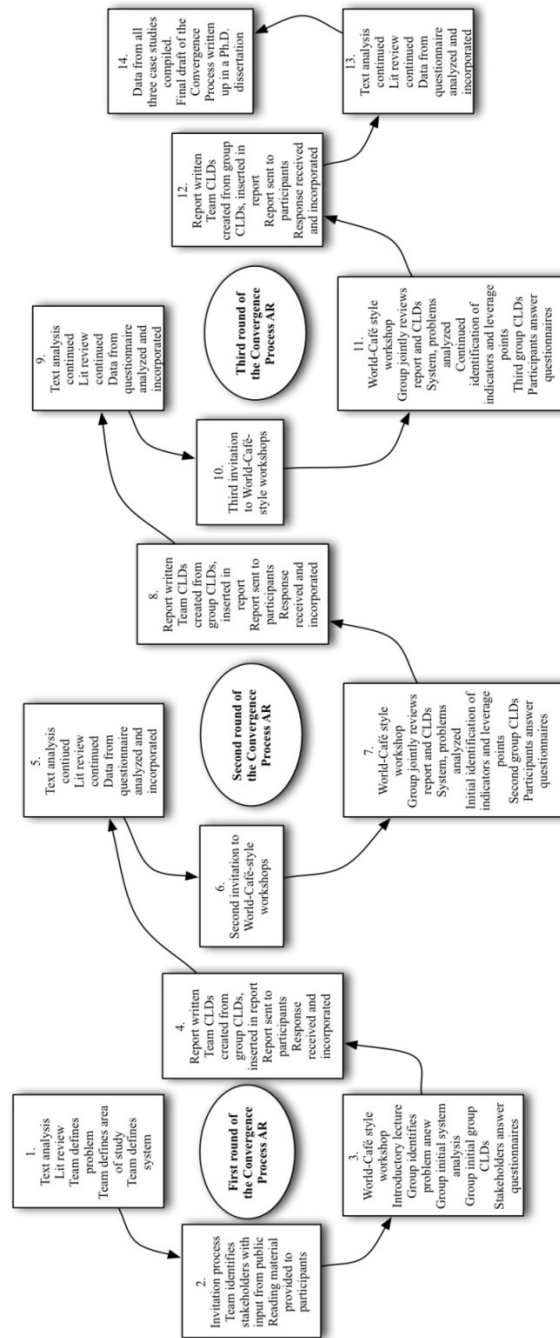 1.
Text analysis
Lit review
Team defines
problem
Team defines area
of study
Team defines
system
2.
Invitation process
Team identifies
stakeholders with
input from public
Reading material
provided to
participants
First round of
the Convergence
Process AR
3.
World-Café style
workshop
Introductory lecture
Group identifies
problem anew
Group initial system
analysis
Group initial group
CLDs
Stakeholders answer
questionnaires
4.
Report written
Team CLDs
created from
group CLDs,
inserted in report
Report sent to
participants
Response
received and
incorporated
5.
Text analysis
contiued
Lit review
continued
Data from
questionnaire
analyzed and
incorporated
6.
Second invitation to
World-Café-style
workshops
Second round of
the Convergence
Process AR
7.
World-Café style
workshop
Group jointly reviews
report and CLDs
System, problems
analyzed
Initial identification of
indicators and leverage
points
Second group CLDs
Participants answer
questionnaires
8.
Report written
Team CLDs
created from
group CLDs,
inserted in
report
Report sent to
participants
Response
received and
incorporated
9.
Text analysis
continued
Lit review
continued
Data from
questionnaire
analyzed and
incorporated
10.
Third invitation
to World-Café-
style workshops
Third round of
the Convergence
Process AR
11.
World-Café style
workshop
Group jointly reviews
report and CLDs
System, problems
analyzed
Continued
identification of
indicators and leverage
points
Third group CLDs
Participants answer
questionnaires
12.
Report written
Team CLDs
created from group
CLDs, inserted in
report
Report sent to
participants
Response received
and incorporated
13.
Text analysis
continued
Lit review
continued
Data from
questionnaire
analyzed and
incorporated
14.
Data from all
three case studies
compiled.
Final draft of the
Convergence
Process written
up in a Ph.D.
dissertation